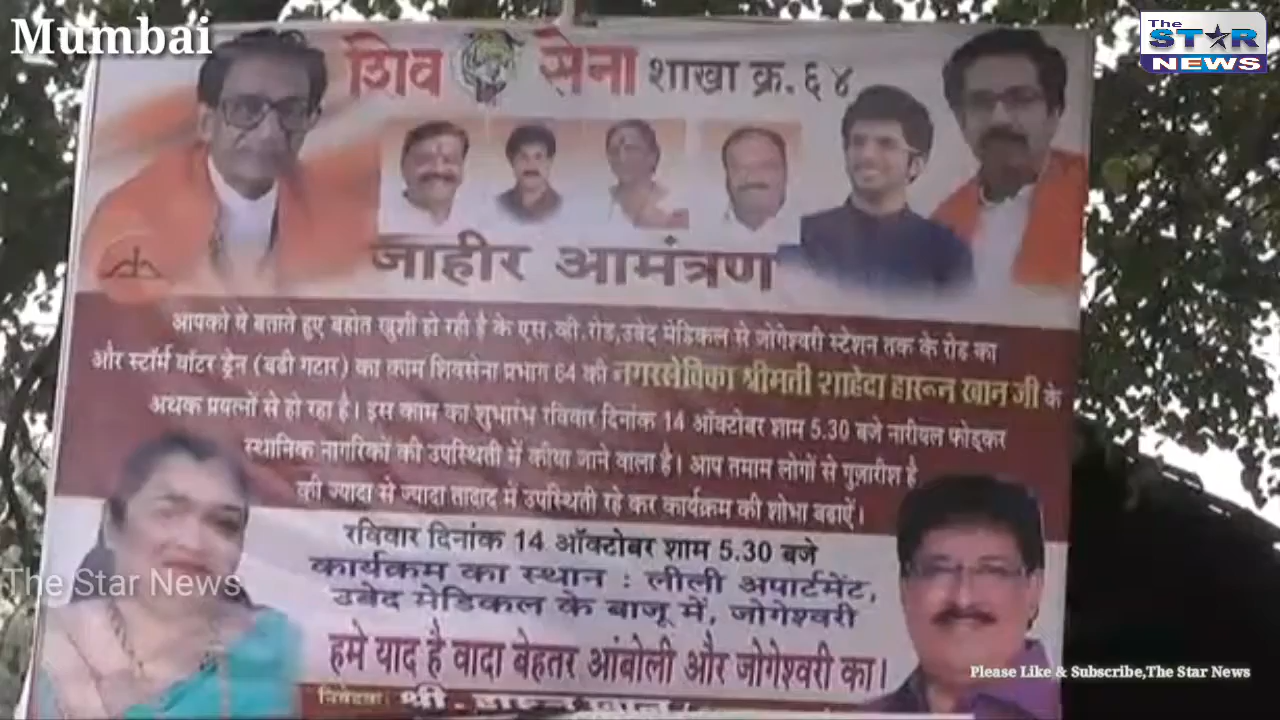 Mumbai
The
STAR
NEWS
शिव सेना शाखा क्र. ६४
जाहीर आमंत्रण
आपको ये बताते हुए बहोत खुशी हो रही है के एस.व्ही.रोड,उबेद मेडिकल से जोगेश्वरी स्टेशन तक के रोड का
और स्टॉर्म वॉटर ड्रेन (बडी गटार) का काम शिवसेना प्रभाग 64 की नगरसेविका श्रीमती शाहेदा हारून खान जी के
अथक प्रयत्नों से हो रहा है। इस काम का शुभारंभ रविवार दिनांक 14 ऑक्टोबर शाम 5.30 बजे नारीयल फोड्कर
स्थानिक नागरिकों की उपस्थिती में कीया जाने वाला है। आप तमाम लोगों से गुज़ारीश है
की ज्यादा से ज्यादा तादाद में उपस्थिती रहे कर कार्यक्रम की शोभा बढाऐं।
रविवार दिनांक 14 ऑक्टोबर शाम 5.30 बजे
कार्यक्रम का स्थान : लीली अपार्टमेंट,
उबेद मेडिकल के बाजू में, जोगेश्वरी
हमे याद है वादा बेहतर आंबोली और जोगेश्वरी का।
The Star News
Please Like & Subscribe,The Star News
निवेदक: श्री.